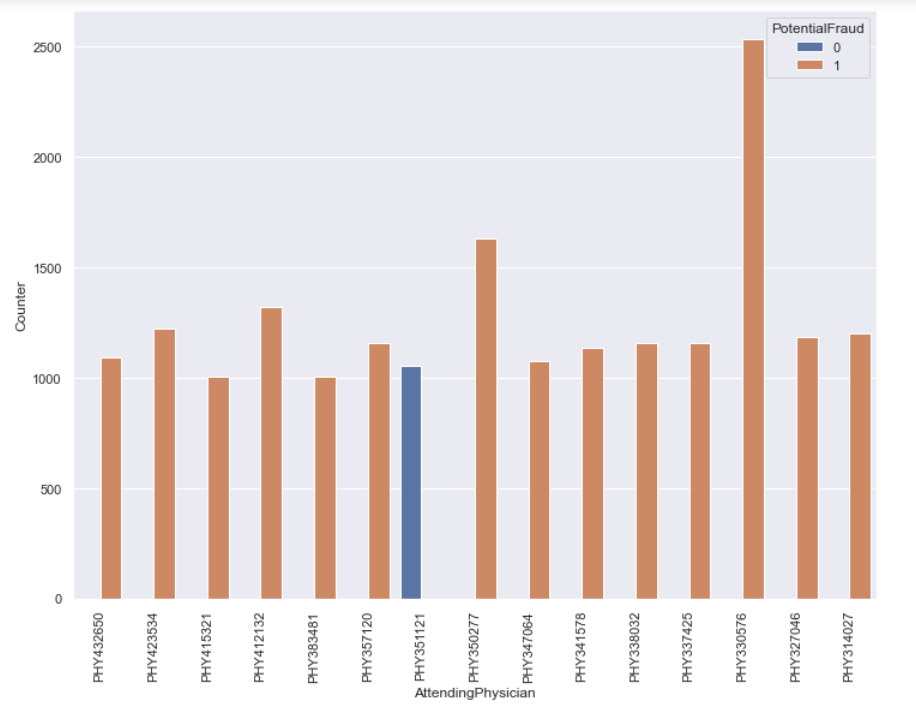 PotentialFraud
0
1
Counter
2500
2000
1500
1000
500
0
PHY432650
PHY423534
PHY415321
PHY412132
PHY383481
PHY357120
PHY351121
PHY350277
PHY347064
PHY341578
PHY338032
PHY337425
PHY330576
PHY327046
PHY314027
AttendingPhysician